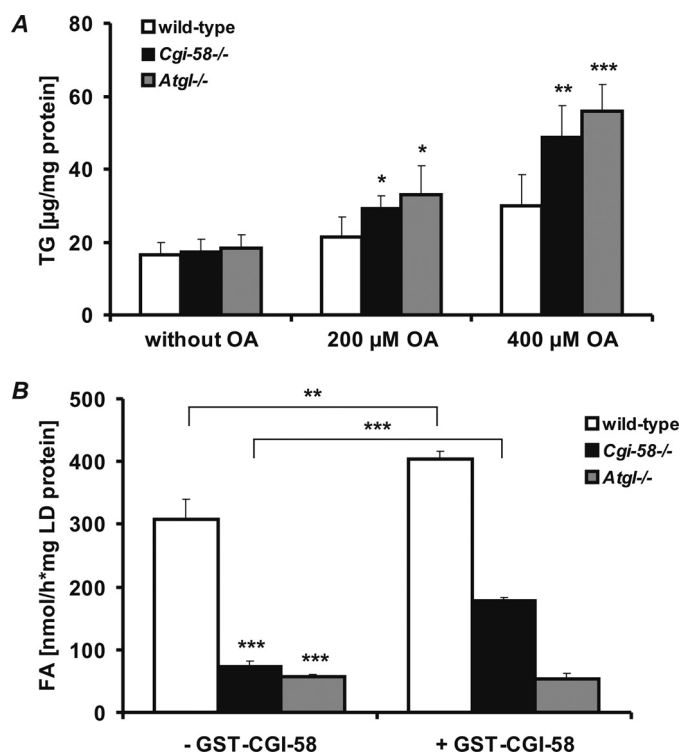 A
TG [µg/mg protein]
80
60
40
20
0
wild-type
Cgi-58-/-
Atgl-/-
*
*
**
***
without OA
200 µM OA
400 µM OA
B
FA [nmol/h*mg LD protein]
500
400
300
200
100
0
**
***
wild-type
Cgi-58-/-
Atgl-/-
***
***
- GST-CGI-58
+ GST-CGI-58